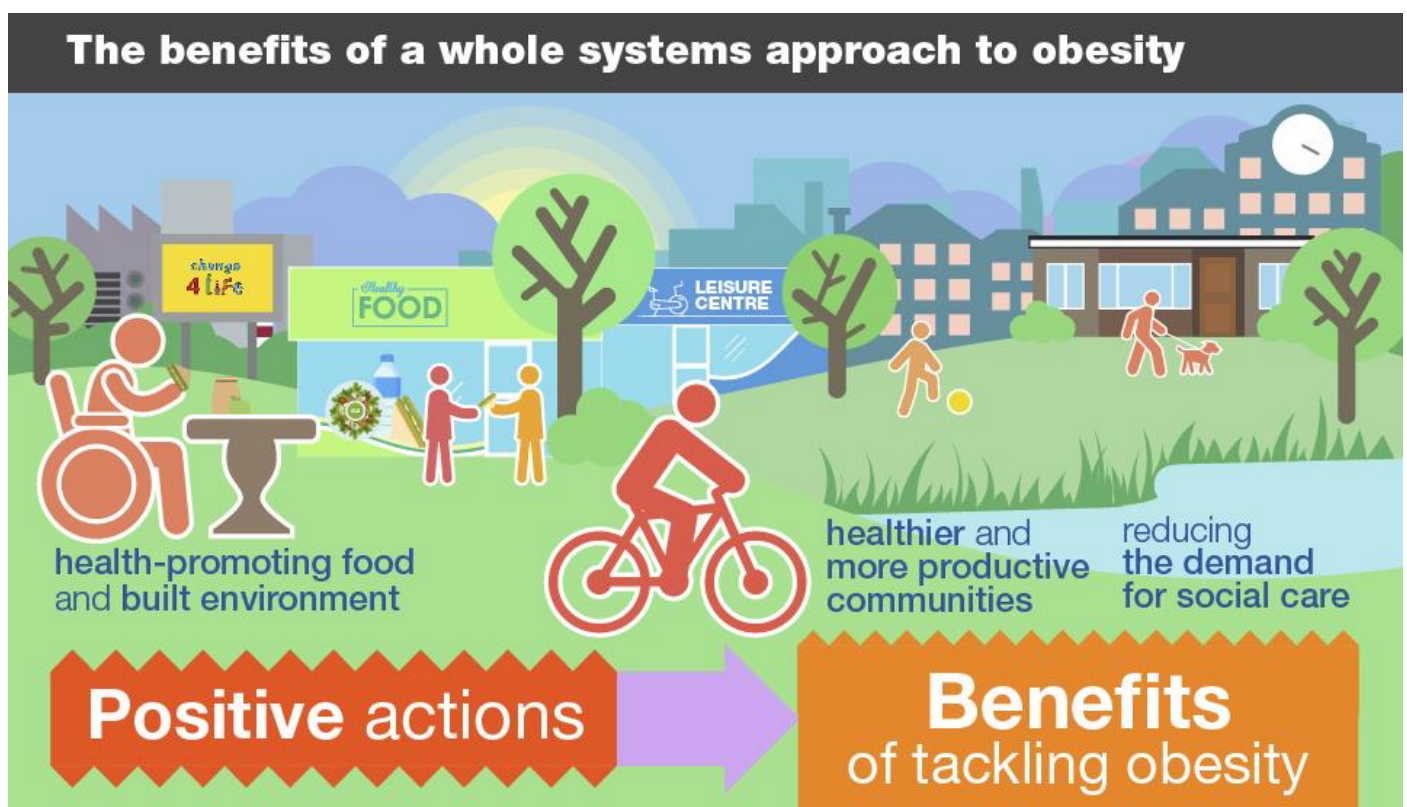 The benefits of a whole systems approach to obesity
change
4 LiFe
Healthy
FOOD
LEISURE
CENTRE
health-promoting food
and built environment
healthier and
more productive
communities
reducing
the demand
for social care
Positive actions
Benefits
of tackling obesity